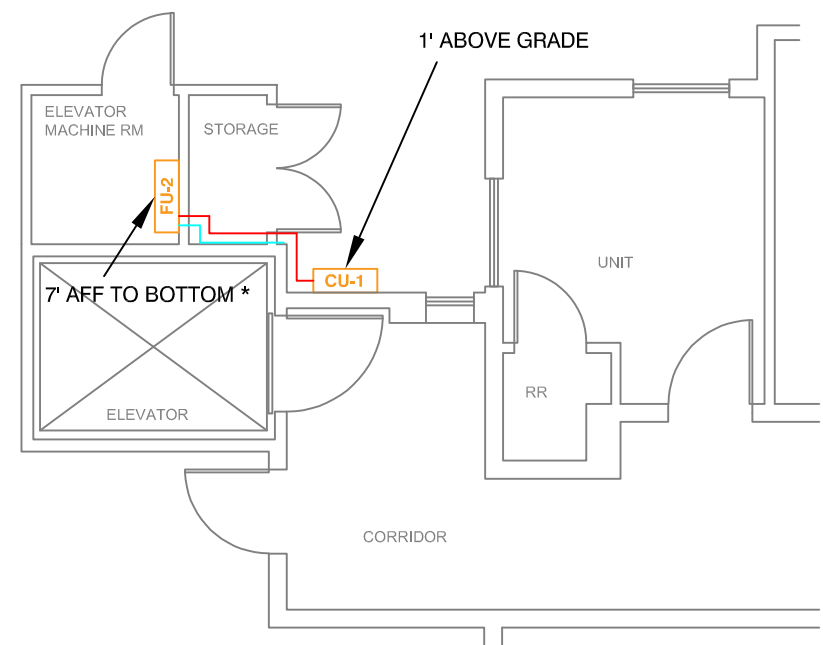 1' ABOVE GRADE
ELEVATOR
MACHINE RM
STORAGE
FU-2
CU-1
UNIT
7' AFF TO BOTTOM *
RR
ELEVATOR
CORRIDOR